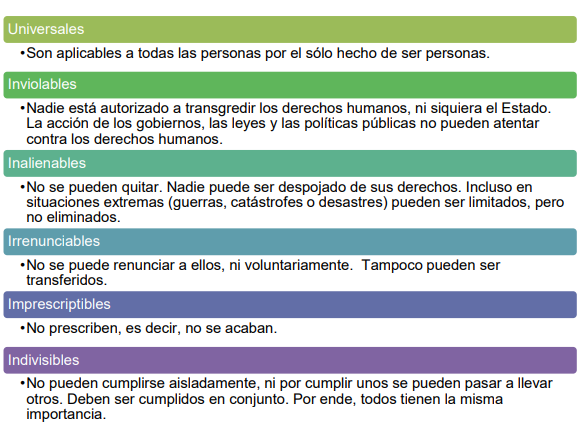 Universales
•Son aplicables a todas las personas por el sólo hecho de ser personas.
Inviolables
•Nadie está autorizado a transgredir los derechos humanos, ni siquiera el Estado.
La acción de los gobiernos, las leyes y las políticas públicas no pueden atentar
contra los derechos humanos.
Inalienables
•No se pueden quitar. Nadie puede ser despojado de sus derechos. Incluso en
situaciones extremas (guerras, catástrofes o desastres) pueden ser limitados, pero
no eliminados.
Irrenunciables
•No se puede renunciar a ellos, ni voluntariamente.  Tampoco pueden ser
transferidos.
Imprescriptibles
•No prescriben, es decir, no se acaban.
Indivisibles
•No pueden cumplirse aisladamente, ni por cumplir unos se pueden pasar a llevar
otros. Deben ser cumplidos en conjunto. Por ende, todos tienen la misma
importancia.